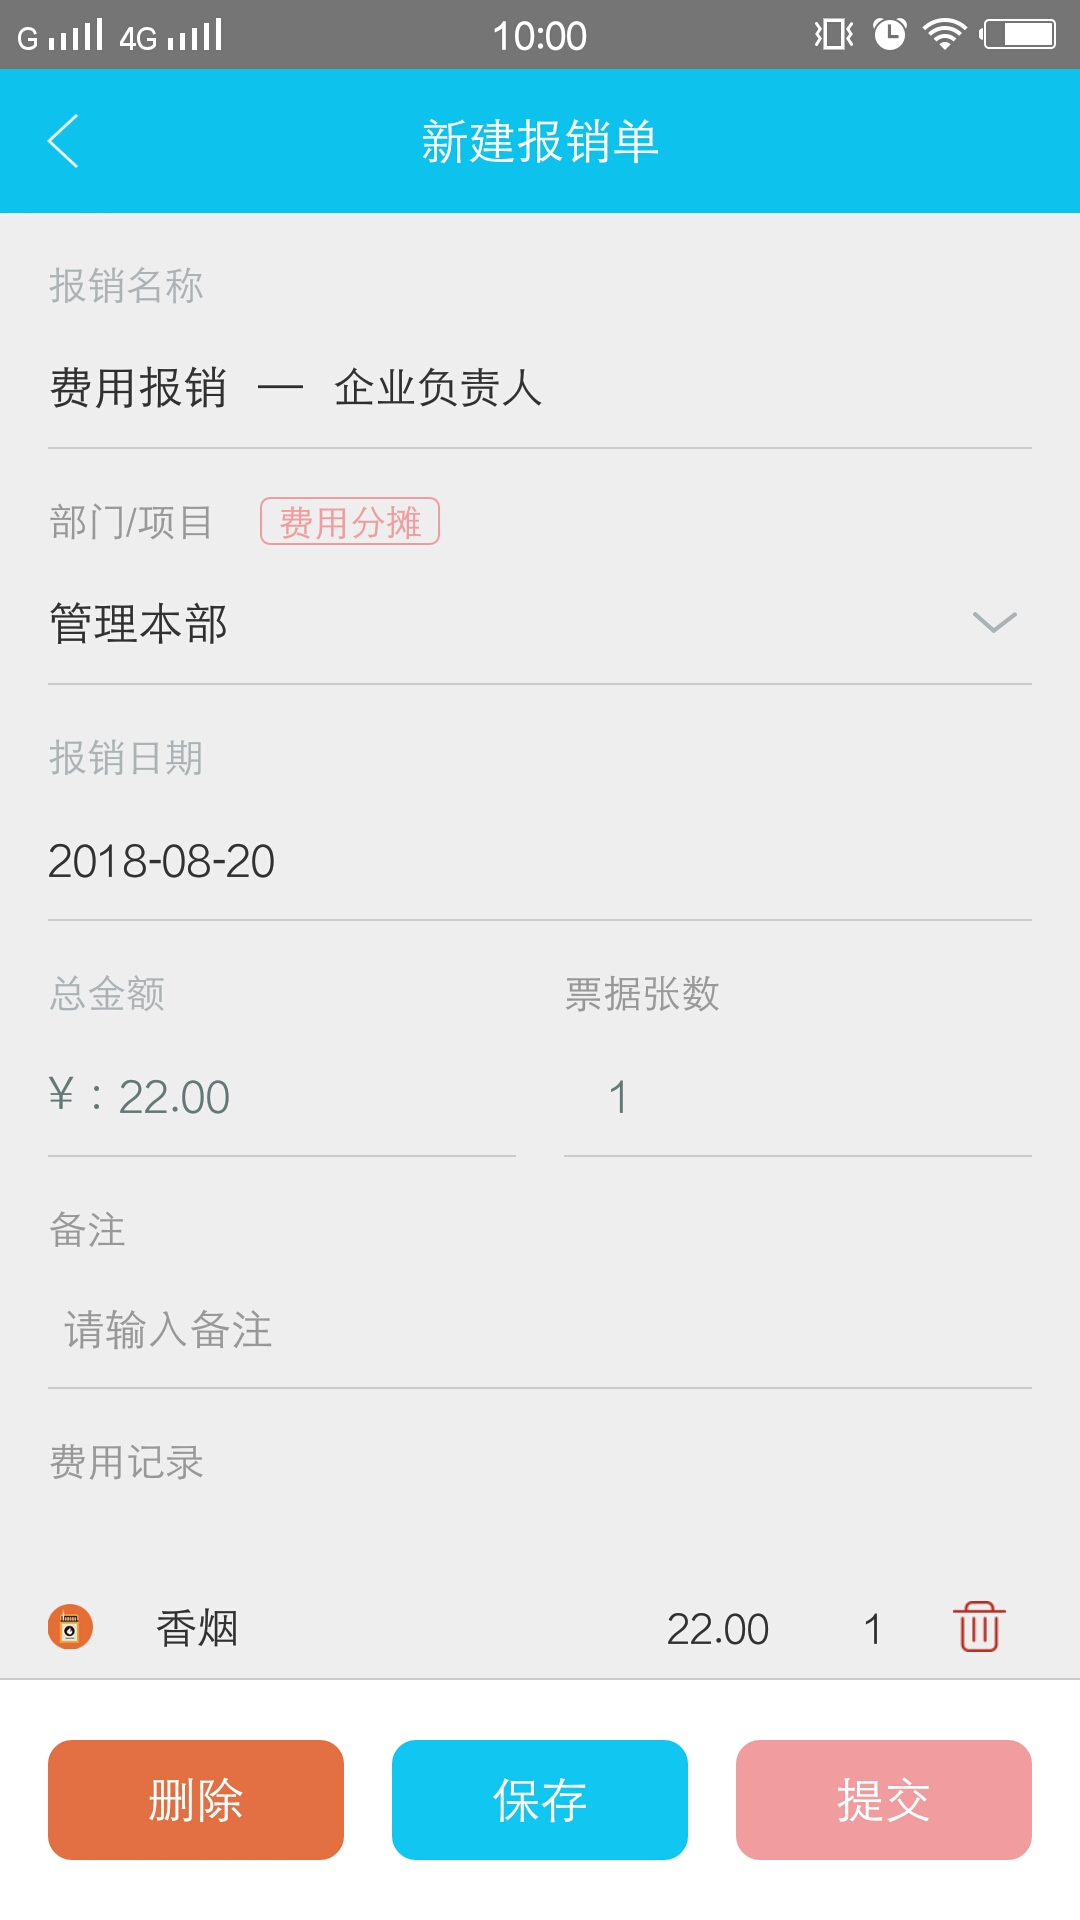 G 4G 10:00
新建报销单
报销名称
费用报销 — 企业负责人
部门/项目 费用分摊
管理本部
报销日期
2018-08-20
总金额 票据张数
¥：22.00 1
备注
请输入备注
费用记录
香烟 22.00 1
删除 保存 提交